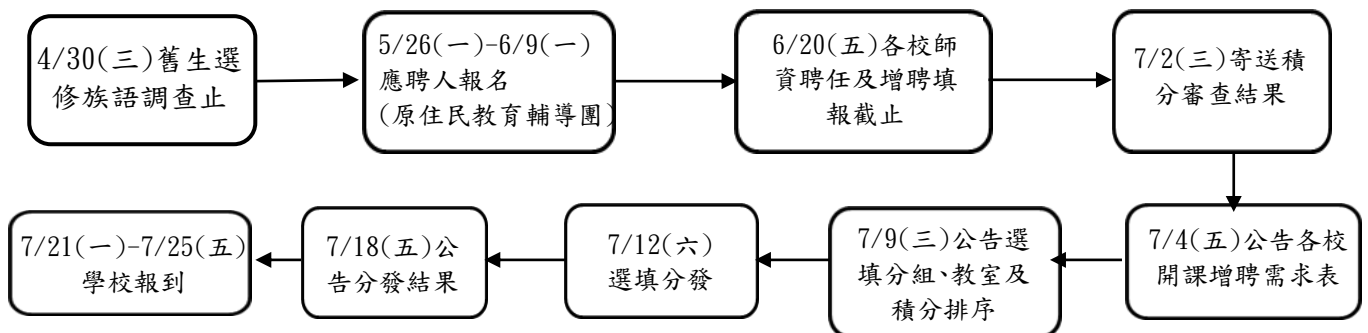 4/30(三)舊生選
修族語調查止
5/26(一)-6/9(一)
應聘人報名
(原住民教育輔導團)
6/20(五)各校師
資聘任及增聘填
報截止
7/2(三)寄送積
分審查結果
7/4(五)公告各校
開課增聘需求表
7/9(三)公告選
填分組、教室及
積分排序
7/12(六)
選填分發
7/18(五)公
告分發結果
7/21(一)-7/25(五)
學校報到